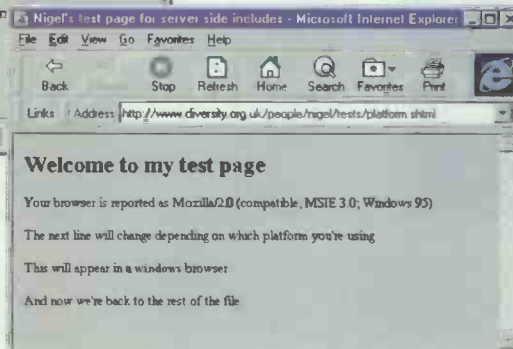 Nigel's test page for server side includes - Microsoft Internet Explorer
File Edit View Go Favorites Help
Back Stop Refresh Home Search Favorites Print
Links Address http://www.diversity.org.uk/people/nigel/tests/platform.shtml
Welcome to my test page
Your browser is reported as Mozilla/2.0 (compatible, MSIE 3.0; Windows 95)
The next line will change depending on which platform you're using
This will appear in a windows browser
And now we're back to the rest of the file